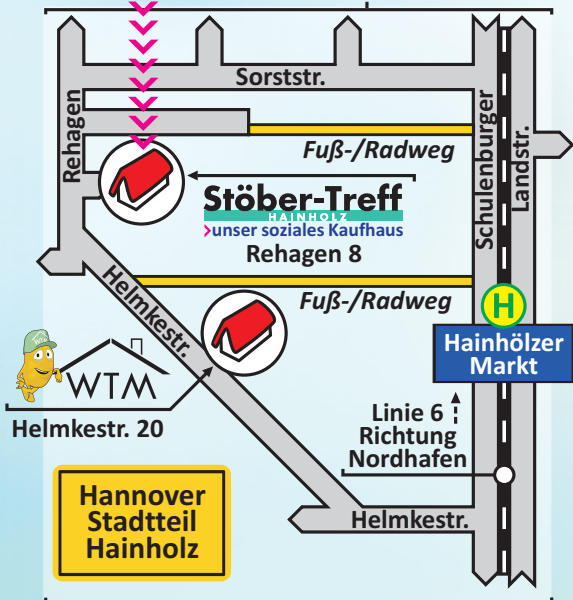 Sorststr.
Rehagen
Schulenburger
Landstr.
Fuß-/Radweg
Stöber-Treff
HAINHOLZ
>unser soziales Kaufhaus
Rehagen 8
Helmkestr.
Fuß-/Radweg
H
Hainhölzer
Markt
WTM
WTM
Helmkestr. 20
Linie 6
Richtung
Nordhafen
Hannover
Stadtteil
Hainholz
Helmkestr.